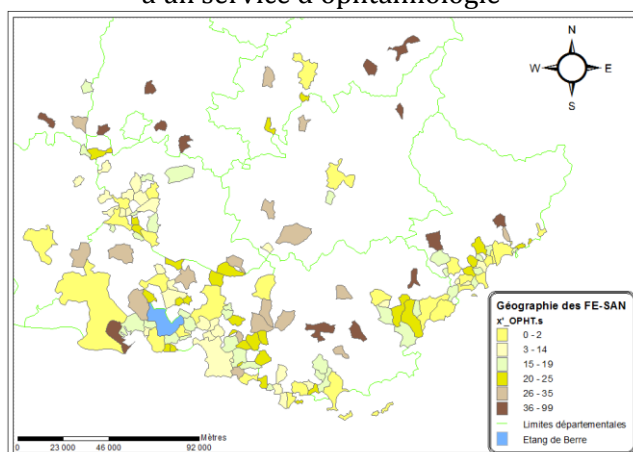 à un service d'ophtalmologie
N
W E
S
Géographie des FE-SAN
x'_OPHT.s
0 - 2
3 - 14
15 - 19
20 - 25
26 - 35
36 - 99
Limites départementales
Etang de Berre
Mètres
0 23 000 46 000 92 000